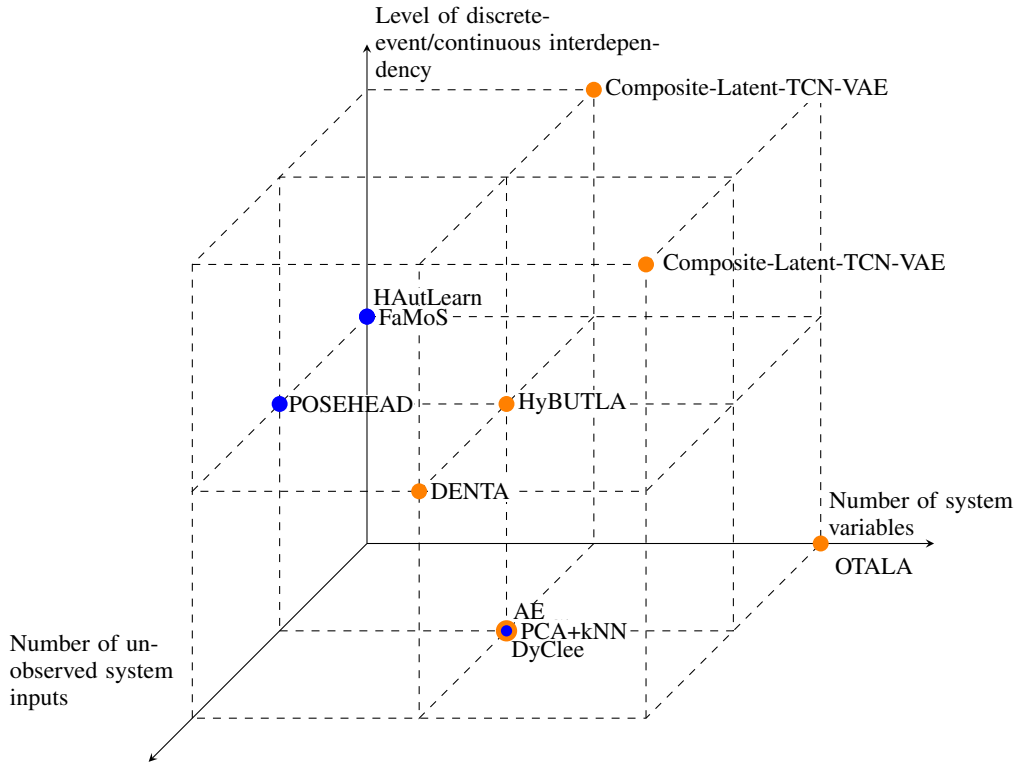 Level of discrete-
event/continuous interdepen-
dency
Composite-Latent-TCN-VAE
Composite-Latent-TCN-VAE
HAutLearn
FaMoS
POSEHEAD
HyBUTLA
DENTA
Number of system
variables
OTALA
AE
PCA+kNN
DyClee
Number of un-
observed system
inputs